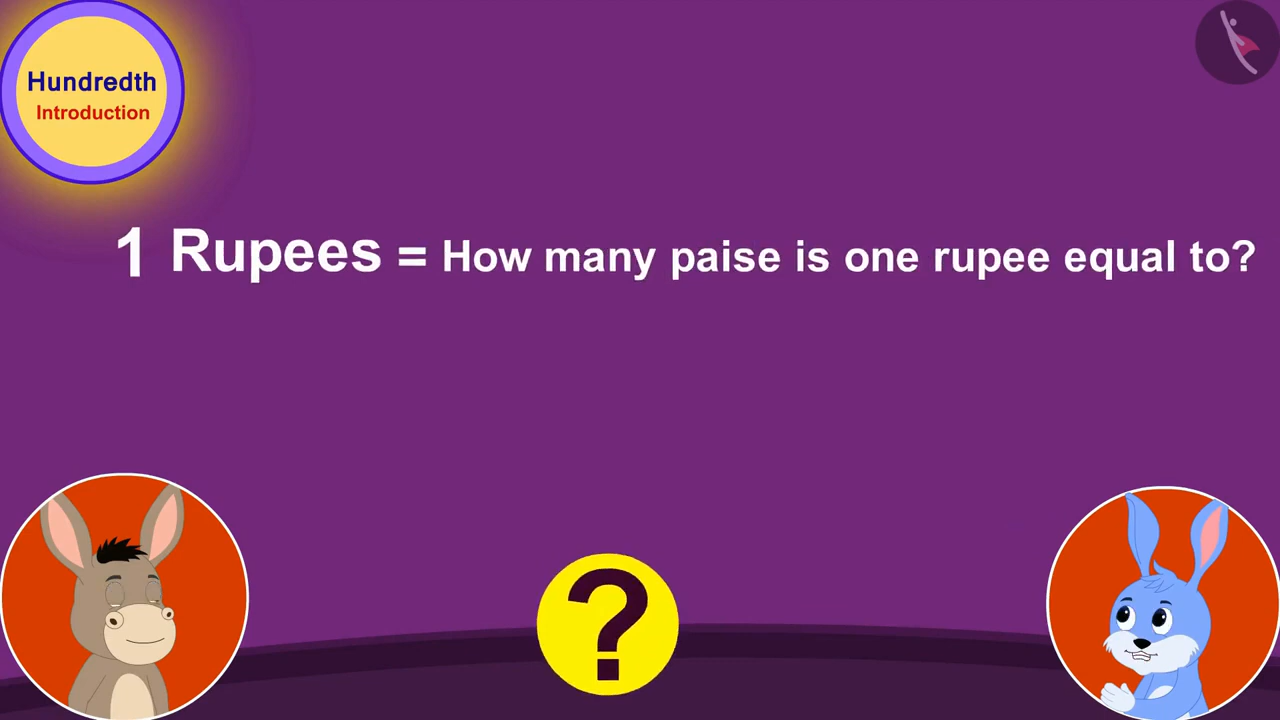 Hundredth
Introduction
1 Rupees = How many paise is one rupee equal to?
?